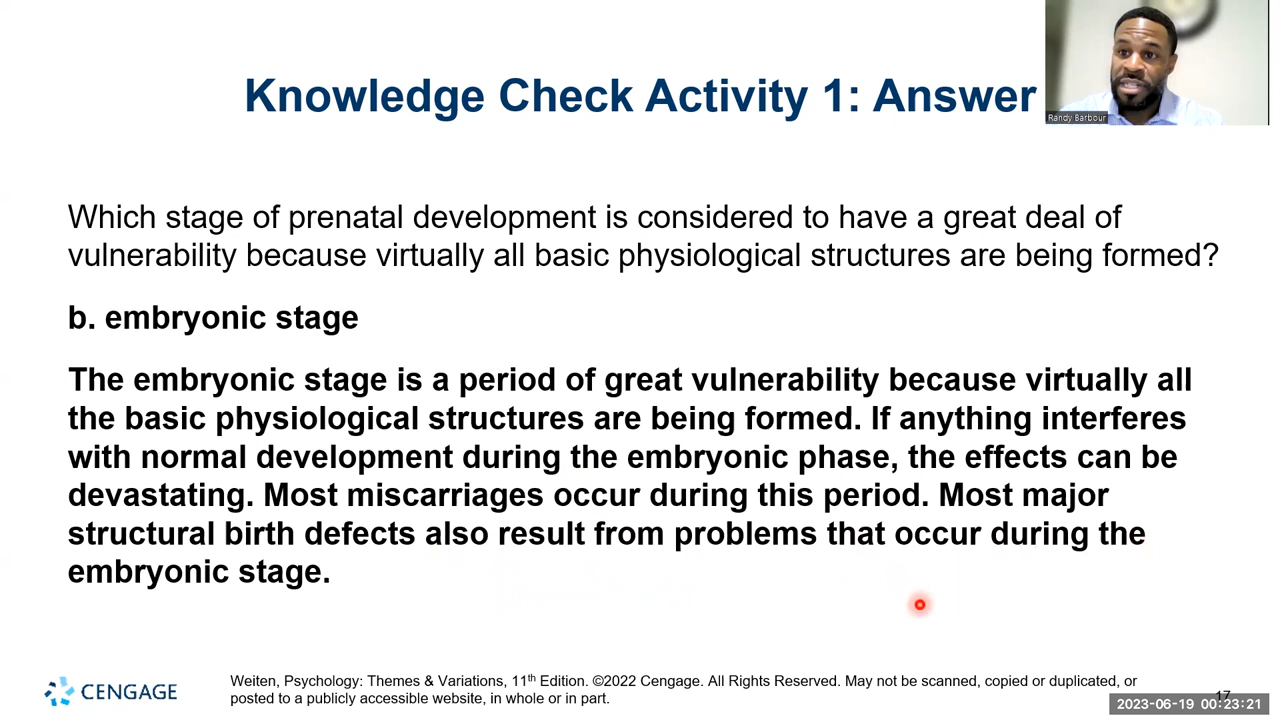 Knowledge Check Activity 1: Answer
Randy Barbour
Which stage of prenatal development is considered to have a great deal of
vulnerability because virtually all basic physiological structures are being formed?
b. embryonic stage
The embryonic stage is a period of great vulnerability because virtually all
the basic physiological structures are being formed. If anything interferes
with normal development during the embryonic phase, the effects can be
devastating. Most miscarriages occur during this period. Most major
structural birth defects also result from problems that occur during the
embryonic stage.
CENGAGE
Weiten, Psychology: Themes & Variations, 11th Edition. ©2022 Cengage. All Rights Reserved. May not be scanned, copied or duplicated, or
posted to a publicly accessible website, in whole or in part.
17
2023-06-19 00:23:21